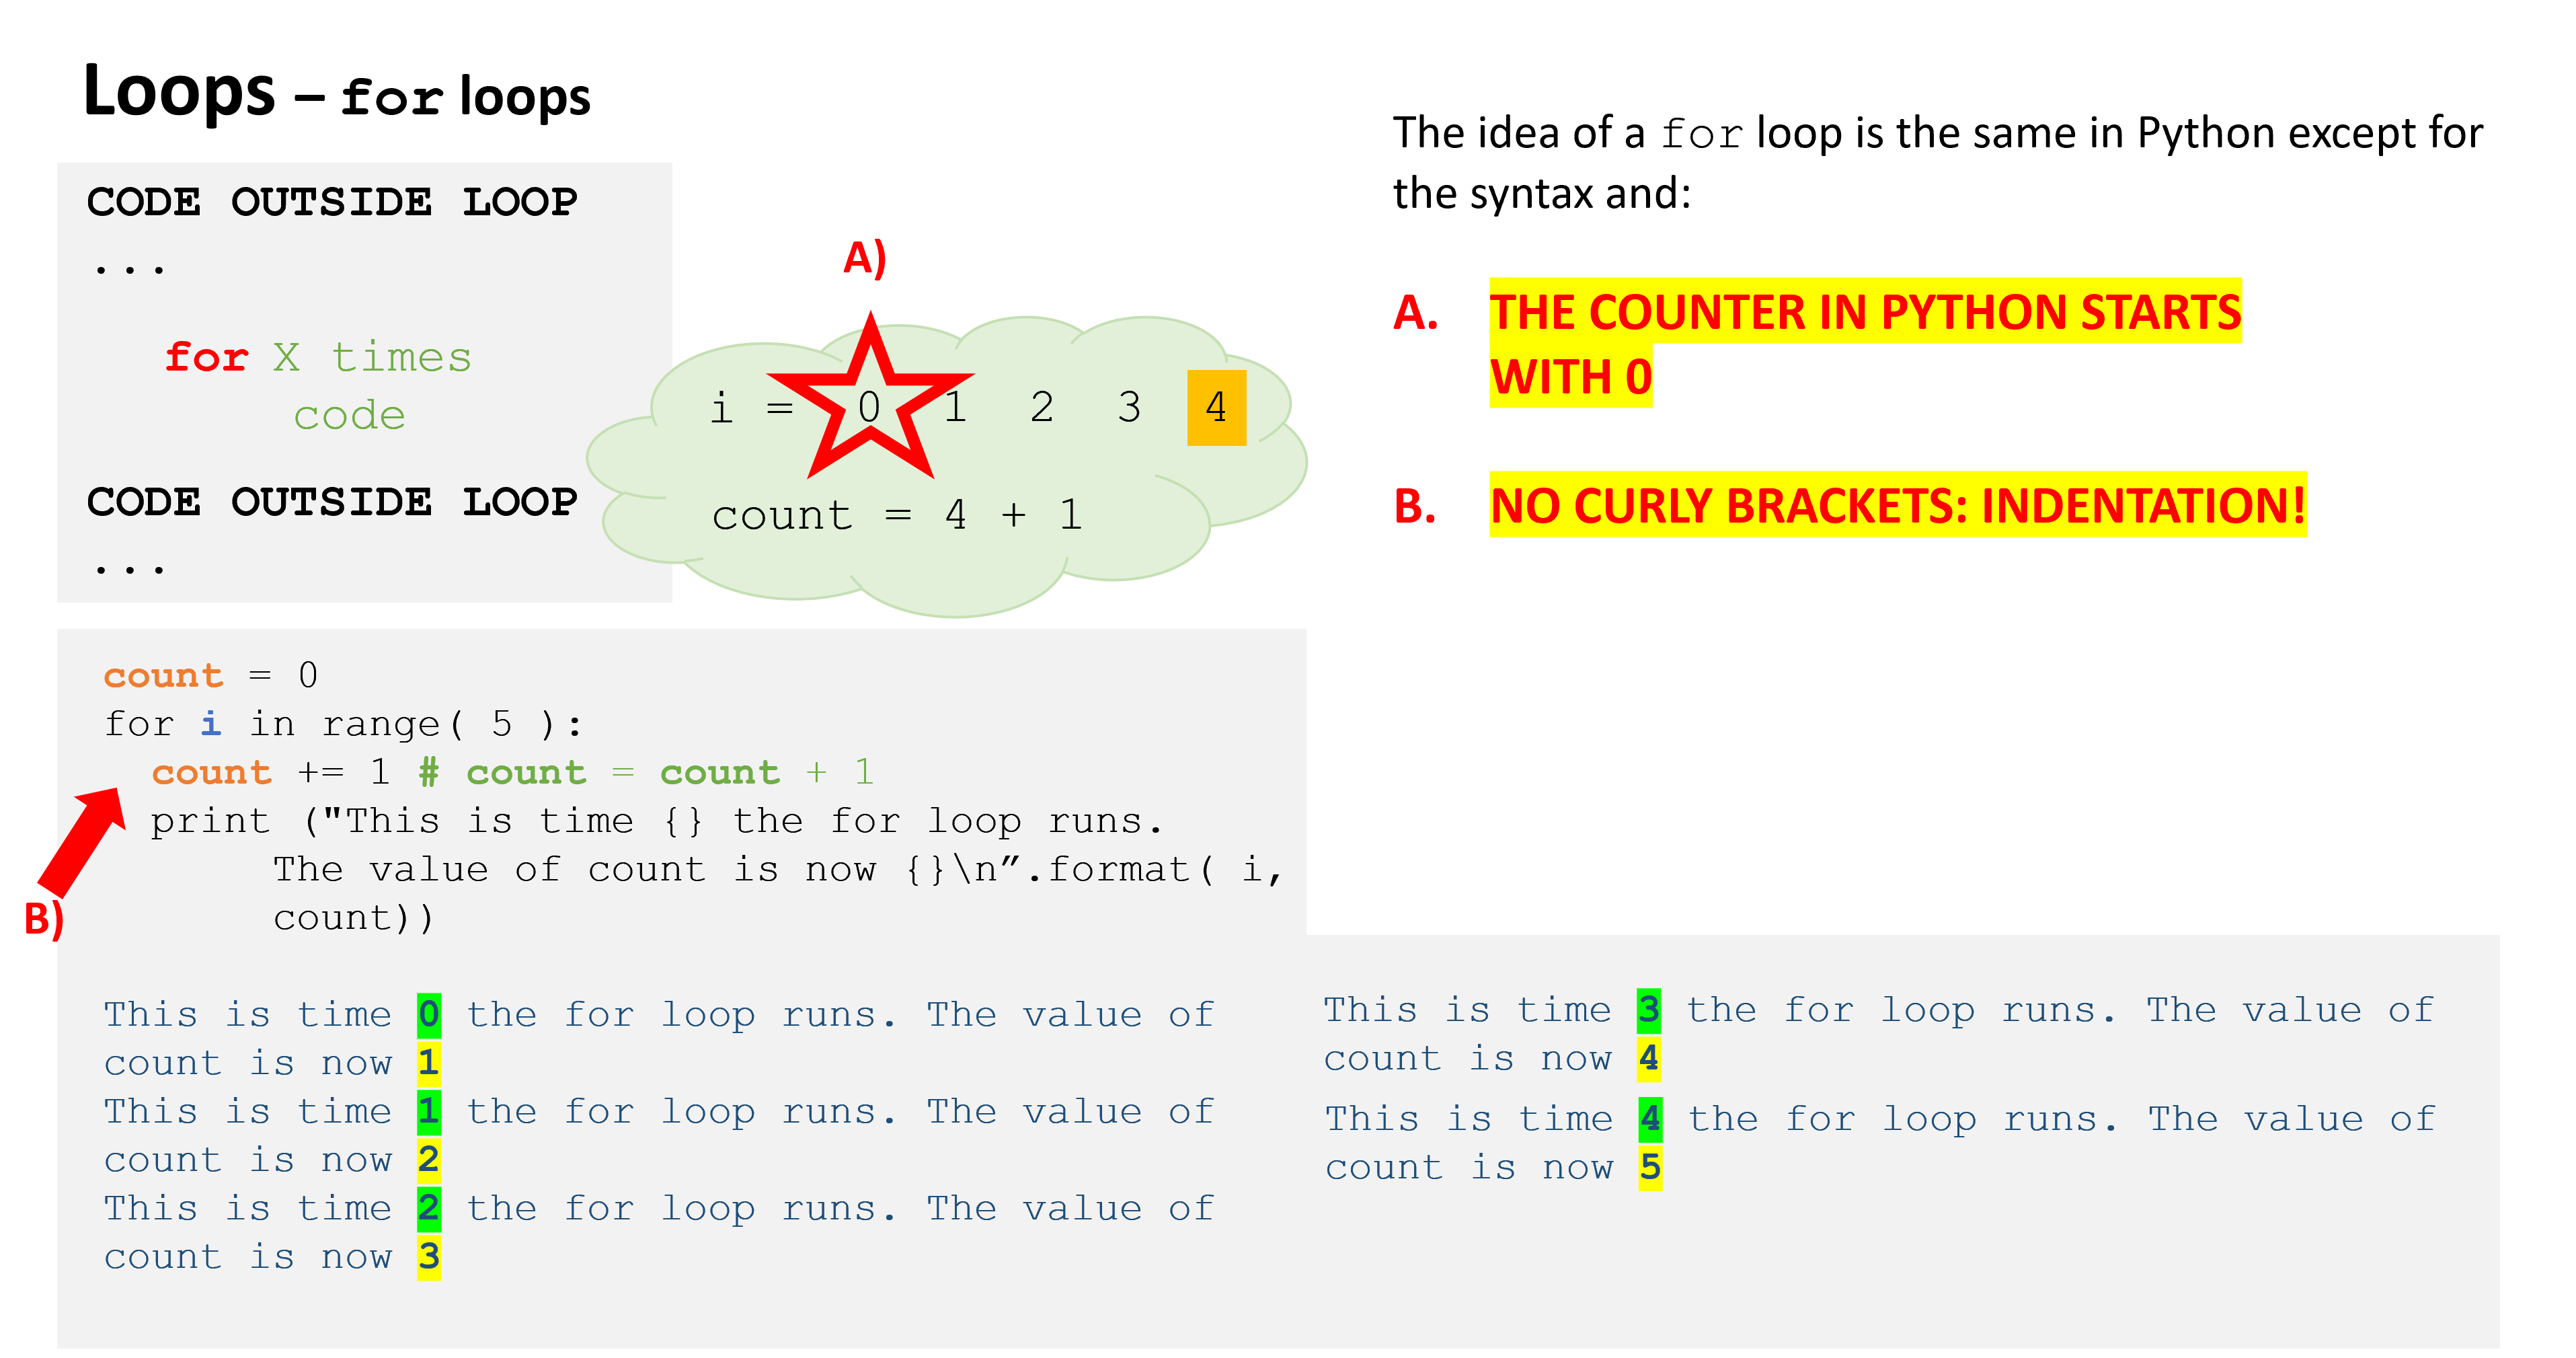 Loops – for loops
CODE OUTSIDE LOOP
...
for X times
code
CODE OUTSIDE LOOP
...
A)
i = 0 1 2 3 4
count = 4 + 1
The idea of a for loop is the same in Python except for
the syntax and:
A. THE COUNTER IN PYTHON STARTS
WITH 0
B. NO CURLY BRACKETS: INDENTATION!
count = 0
for i in range( 5 ):
count += 1 # count = count + 1
print ("This is time {} the for loop runs.
The value of count is now {}\n”.format( i,
count))
B)
This is time 0 the for loop runs. The value of
count is now 1
This is time 1 the for loop runs. The value of
count is now 2
This is time 2 the for loop runs. The value of
count is now 3
This is time 3 the for loop runs. The value of
count is now 4
This is time 4 the for loop runs. The value of
count is now 5